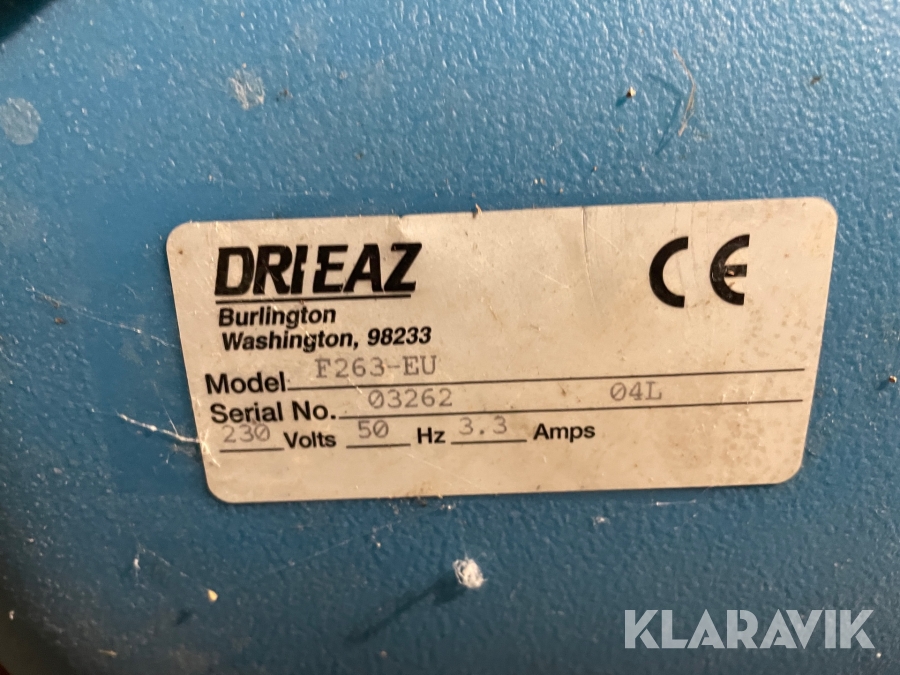 DRI-EAZ
CE
Burlington
Washington, 98233
Model F263-EU
Serial No. 03262 04L
230 Volts 50 Hz 3.3 Amps
KLARAVIK